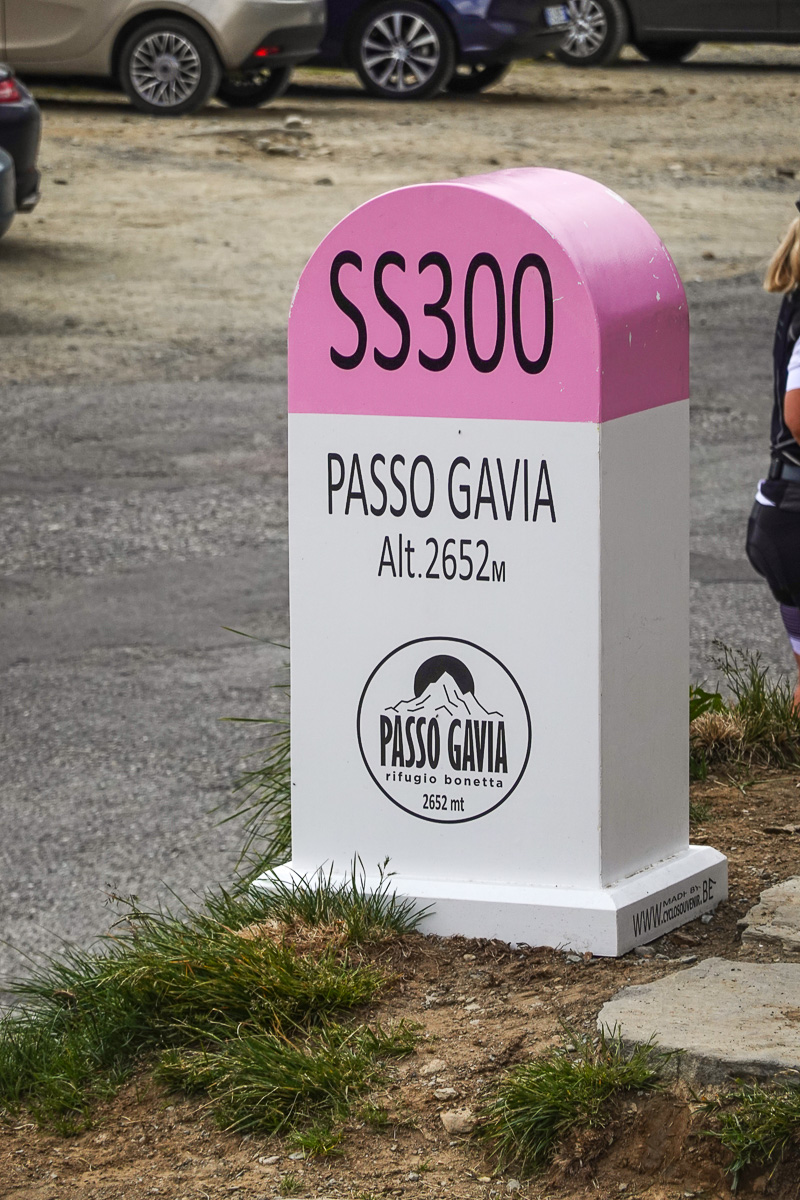 SS300
PASSO GAVIA
Alt.2652M
PASSO GAVIA
rifugio bonetta
2652 mt
MADE BY
WWW.CYCLOSOUVENIR.BE